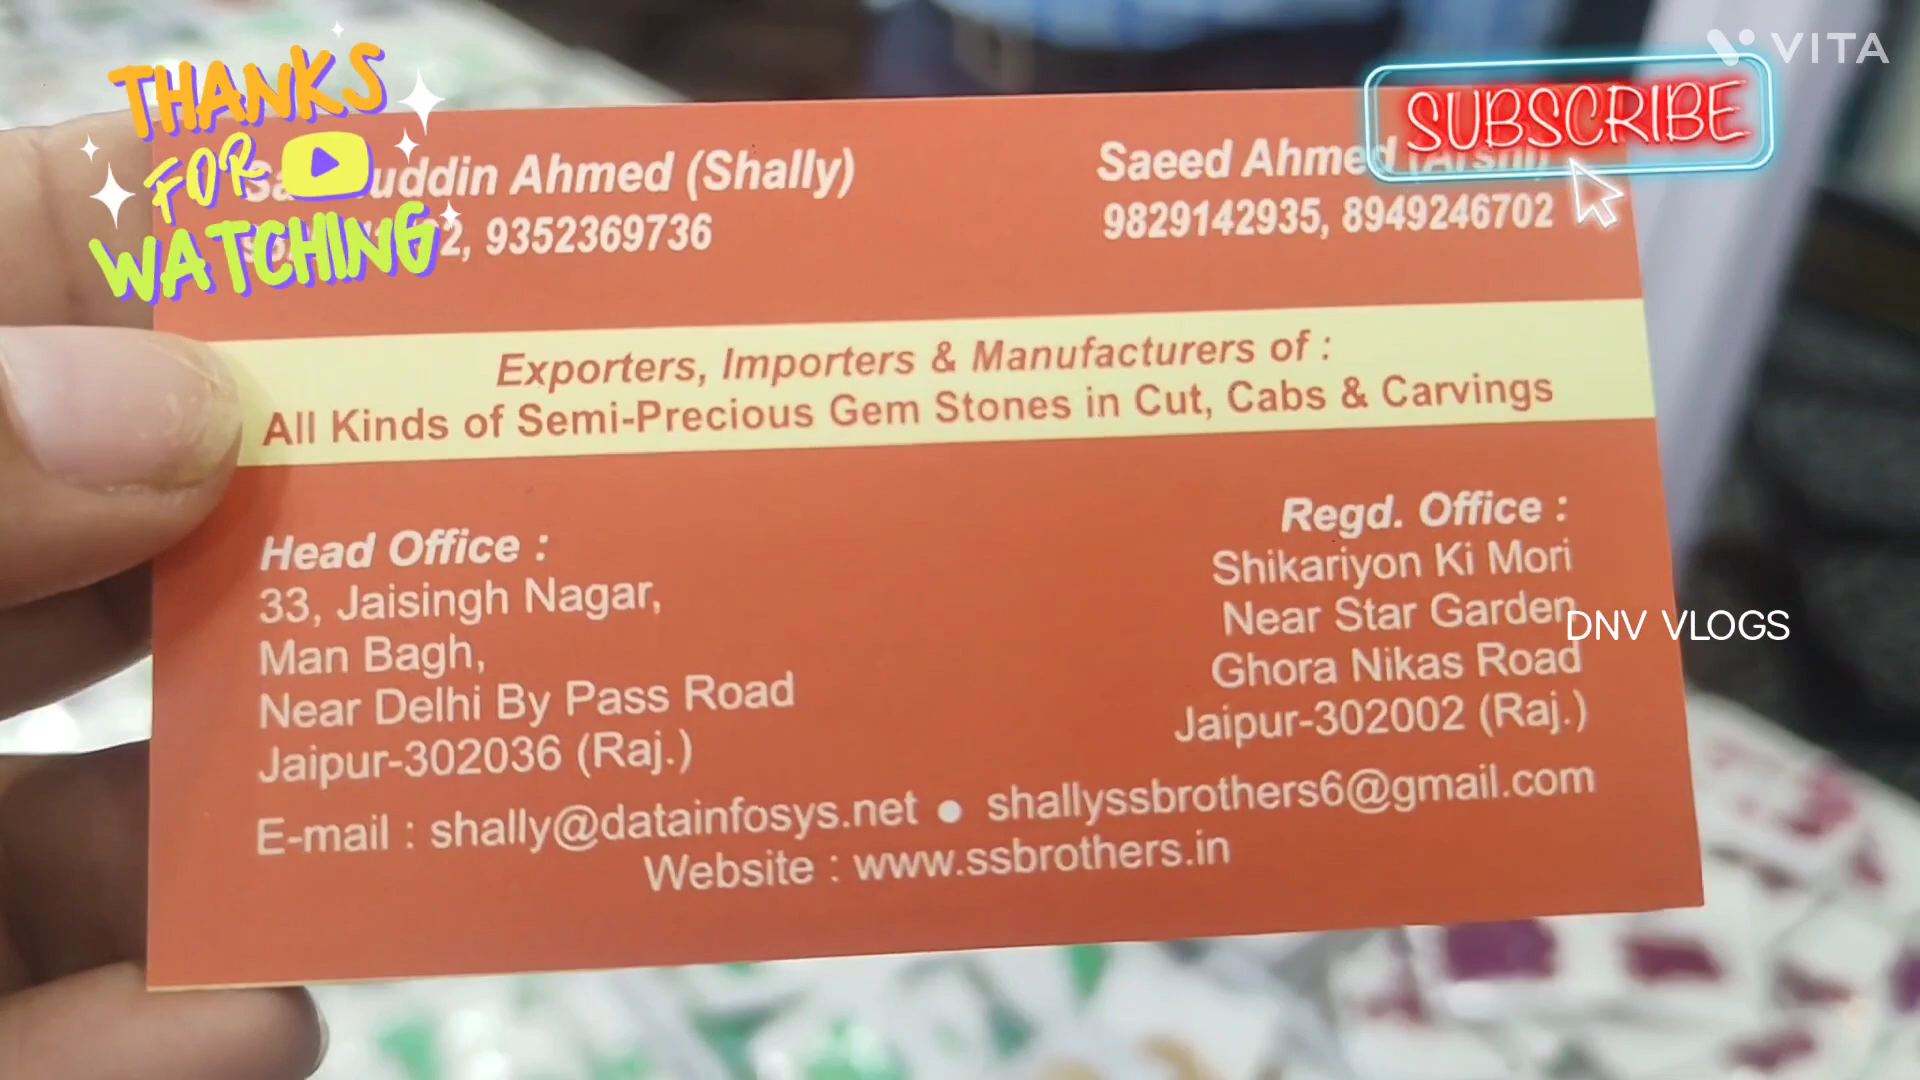 THANKS
FOR
WATCHING
SUBSCRIBE
VITA
Ahmed (Shally)
9352369736
Saeed Ahmed
9829142935, 8949246702
Exporters, Importers & Manufacturers of :
All Kinds of Semi-Precious Gem Stones in Cut, Cabs & Carvings
Head Office :
33, Jaisingh Nagar,
Man Bagh,
Near Delhi By Pass Road
Jaipur-302036 (Raj.)
Regd. Office :
Shikariyon Ki Mori
Near Star Garden
Ghora Nikas Road
Jaipur-302002 (Raj.)
DNV VLOGS
E-mail : shally@datainfosys.net ● shallyssbrothers6@gmail.com
Website : www.ssbrothers.in